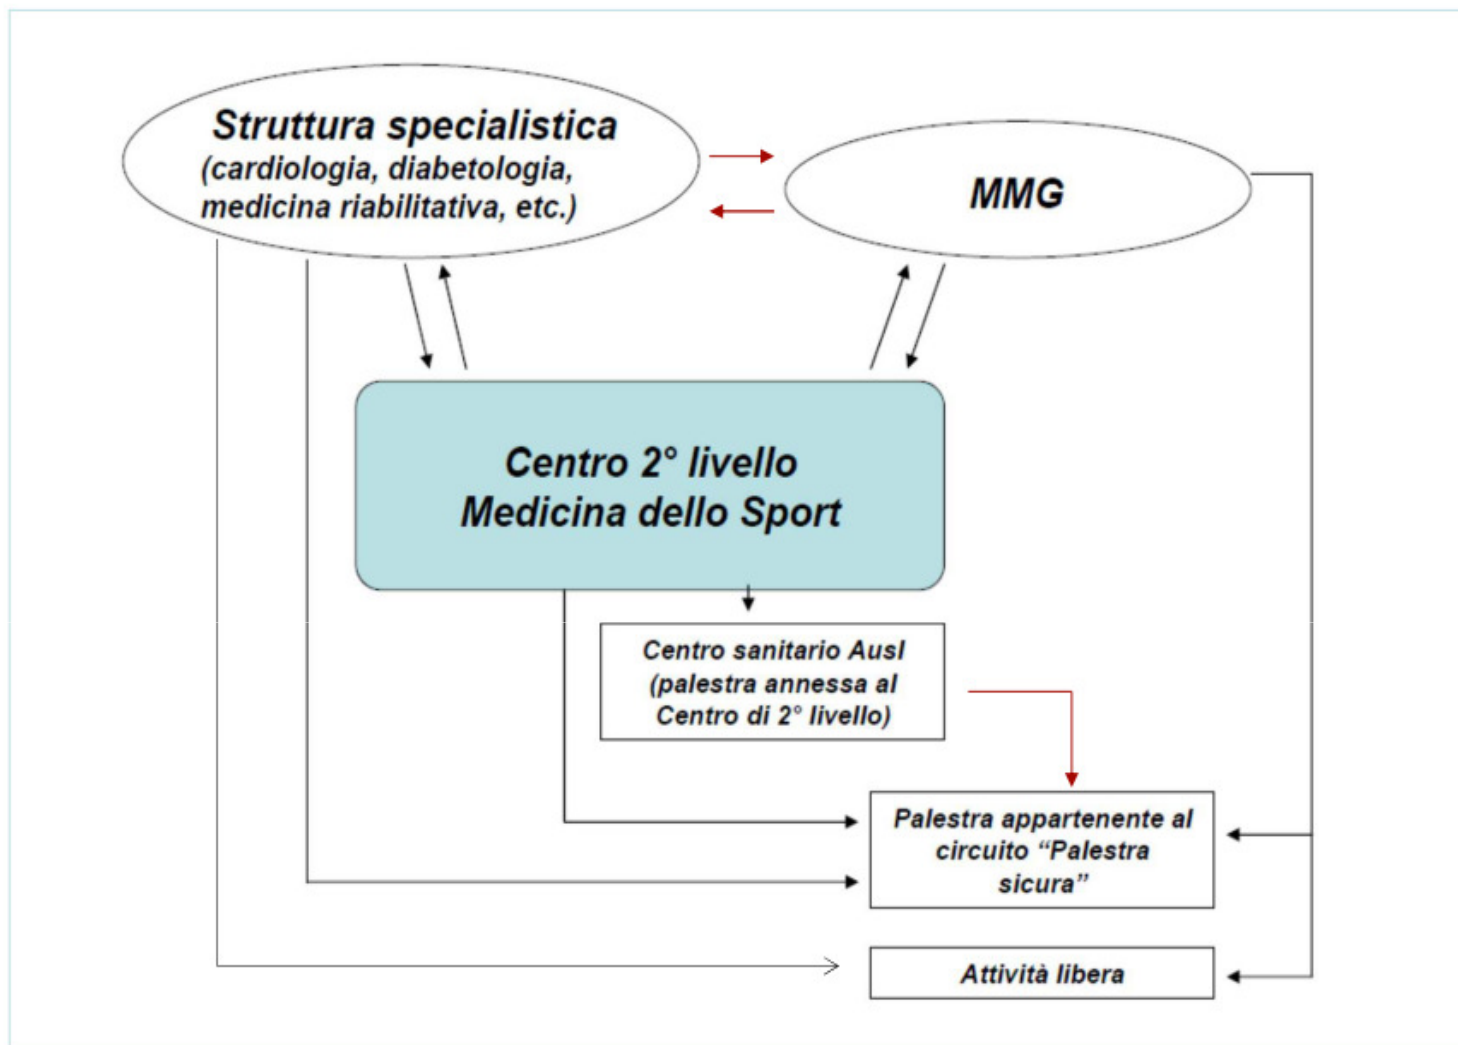 Struttura specialistica
(cardiologia, diabetologia,
medicina riabilitativa, etc.)
MMG
Centro 2° livello
Medicina dello Sport
Centro sanitario Ausl
(palestra annessa al
Centro di 2° livello)
Palestra appartenente al
circuito “Palestra
sicura”
Attività libera